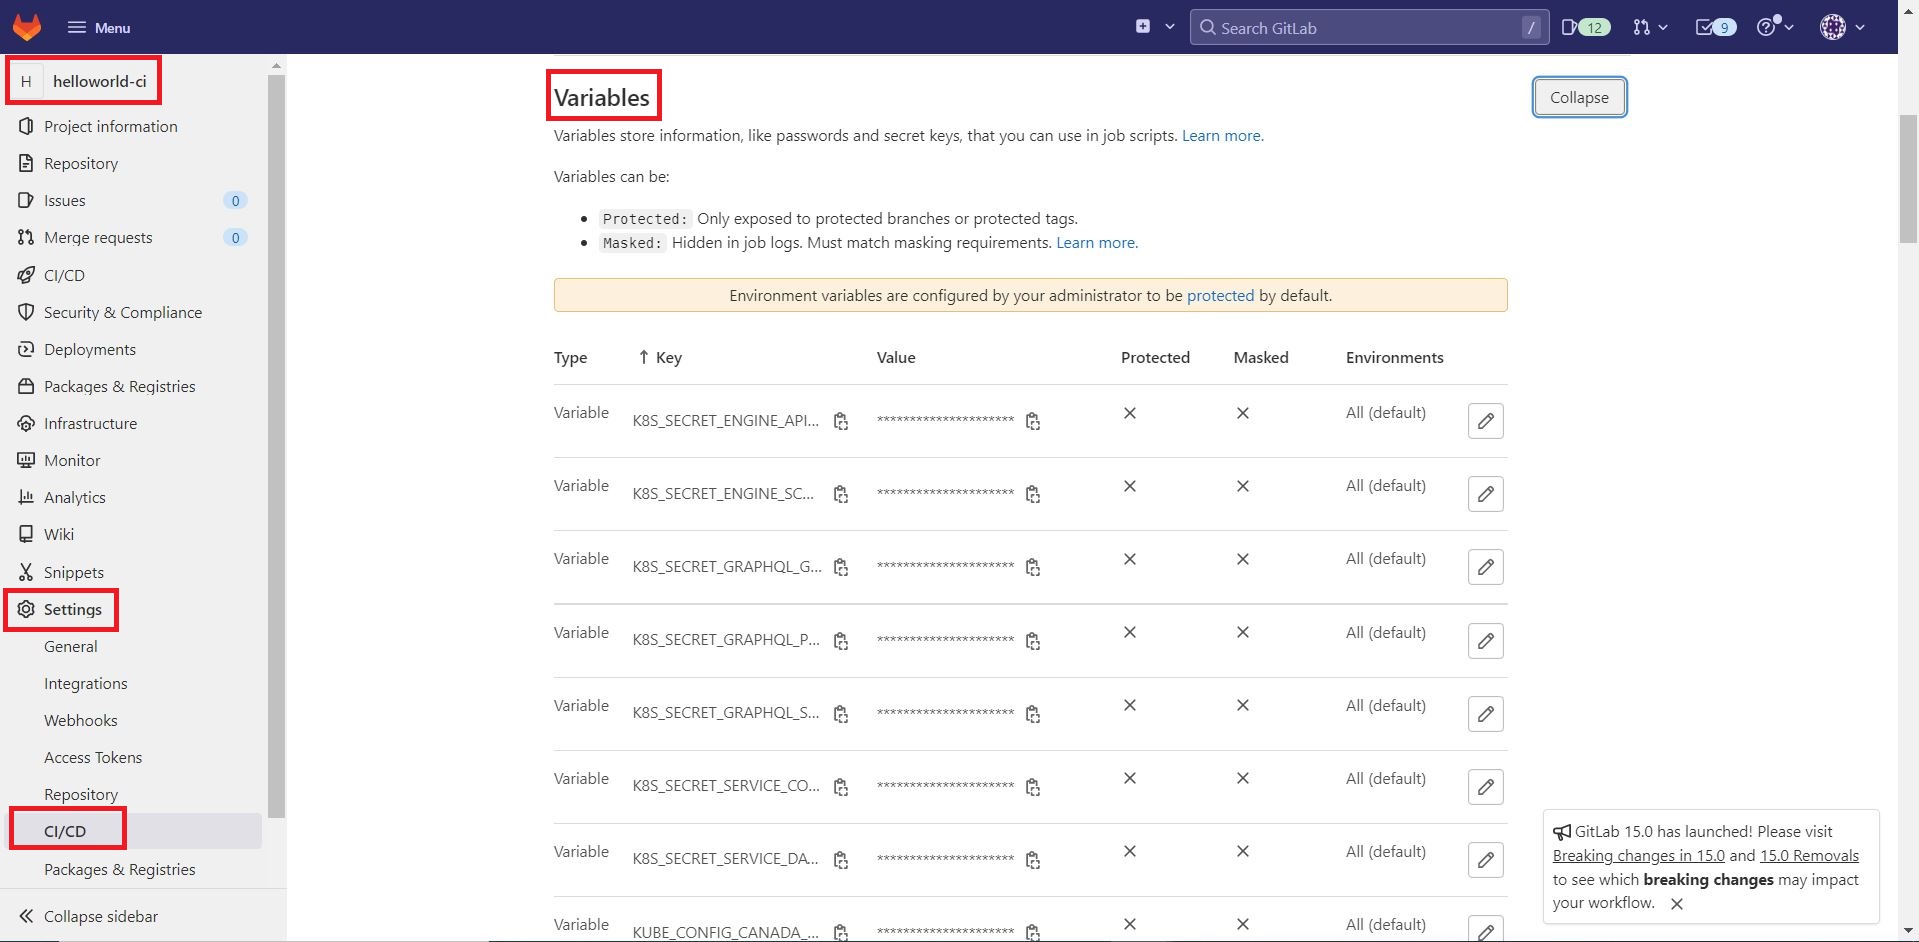 Menu
Search GitLab
/
12
9
H
helloworld-ci
Project information
Repository
Issues
0
Merge requests
0
CI/CD
Security & Compliance
Deployments
Packages & Registries
Infrastructure
Monitor
Analytics
Wiki
Snippets
Settings
General
Integrations
Webhooks
Access Tokens
Repository
CI/CD
Packages & Registries
Collapse sidebar
Variables
Collapse
Variables store information, like passwords and secret keys, that you can use in job scripts. Learn more.
Variables can be:
• Protected: Only exposed to protected branches or protected tags.
• Masked: Hidden in job logs. Must match masking requirements. Learn more.
Environment variables are configured by your administrator to be protected by default.
Type ↑ Key Value Protected Masked Environments
Variable K8S_SECRET_ENGINE_API... ********************* All (default)
Variable K8S_SECRET_ENGINE_SC... ********************* All (default)
Variable K8S_SECRET_GRAPHQL_G... ********************* All (default)
Variable K8S_SECRET_GRAPHQL_P... ********************* All (default)
Variable K8S_SECRET_GRAPHQL_S... ********************* All (default)
Variable K8S_SECRET_SERVICE_CO... ********************* All (default)
Variable K8S_SECRET_SERVICE_DA... ********************* All (default)
Variable KUBE_CONFIG_CANADA_... ********************* All (default)
GitLab 15.0 has launched! Please visit
Breaking changes in 15.0 and 15.0 Removals
to see which breaking changes may impact
your workflow.